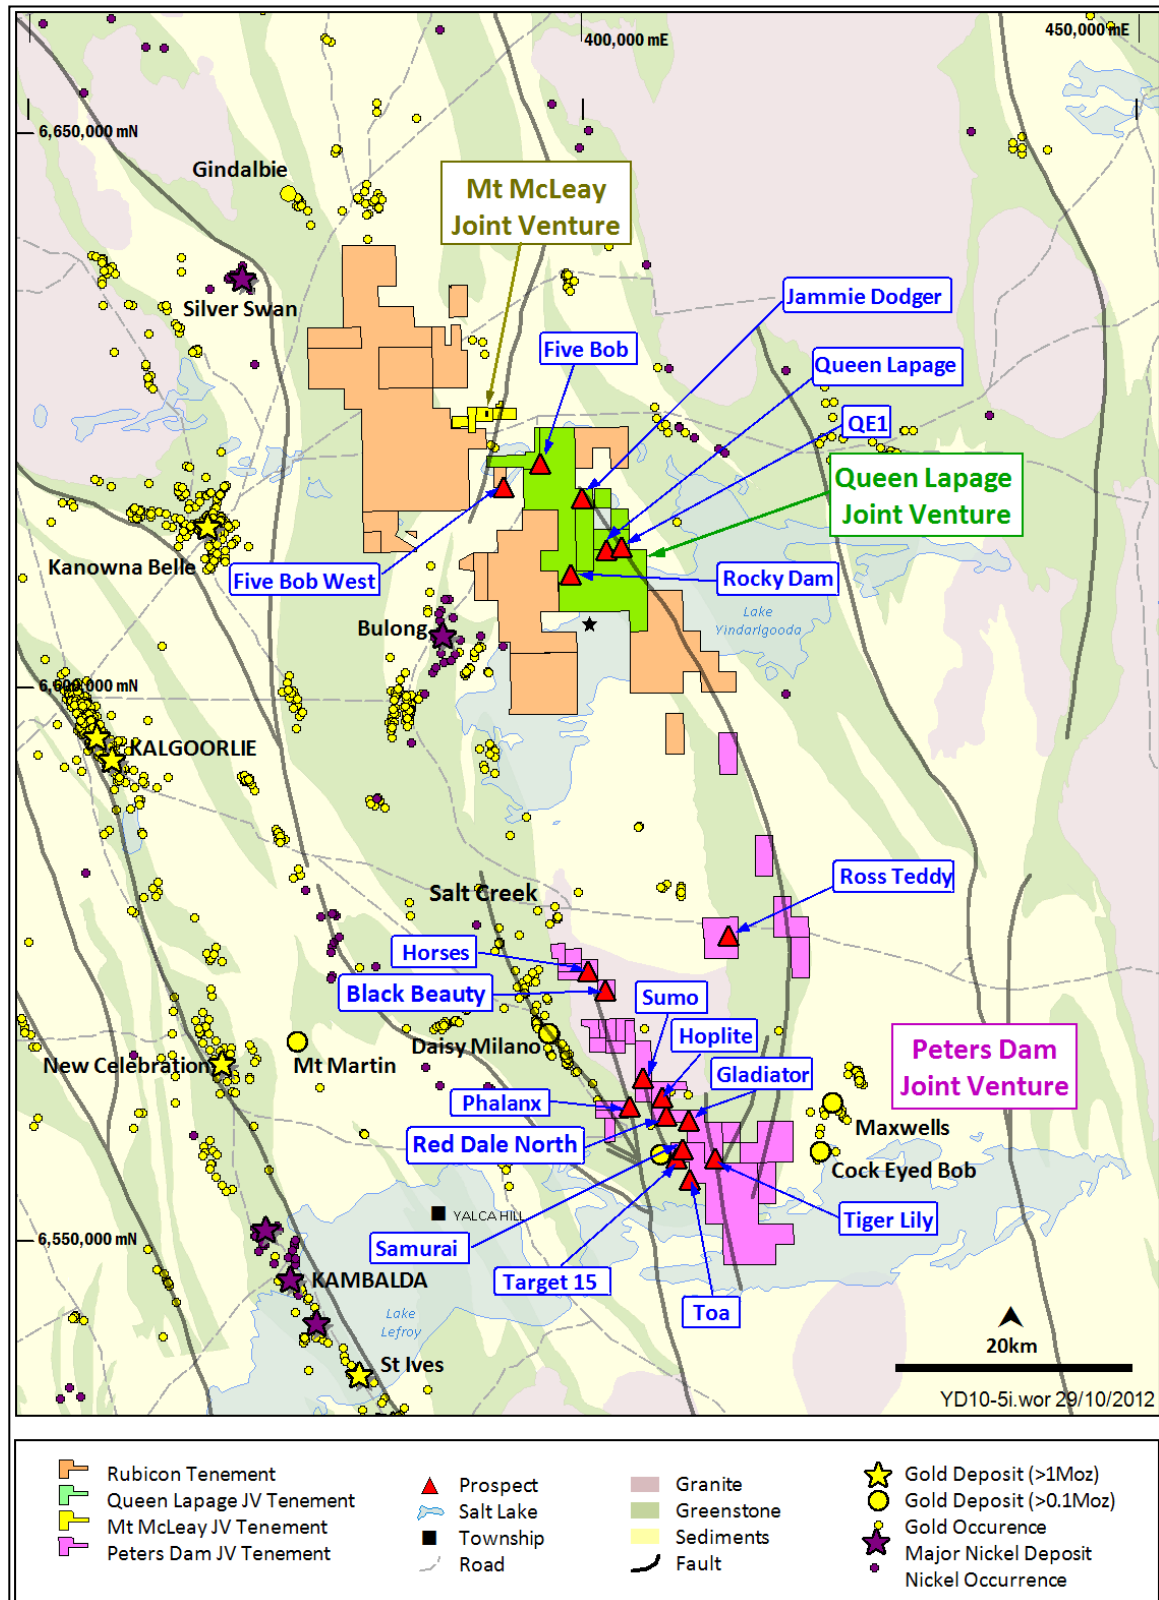 400,000 mE
450,000 mE
6,650,000 mN
Gindalbie
Mt McLeay
Joint Venture
Silver Swan
Jammie Dodger
Five Bob
Queen Lapage
QE1
Queen Lapage
Joint Venture
Kanowna Belle
Five Bob West
Rocky Dam
Lake
Yindarlgooda
Bulong
6,600,000 mN
KALGOORLIE
Salt Creek
Ross Teddy
Horses
Black Beauty
Sumo
Hoplite
Daisy Milano
Peters Dam
Joint Venture
New Celebration
Mt Martin
Gladiator
Phalanx
Maxwells
Red Dale North
Cock Eyed Bob
YALCA HILL
Tiger Lily
6,550,000 mN
Samurai
Target 15
KAMBALDA
Toa
Lake
Lefroy
20km
St Ives
YD10-5i.wor 29/10/2012
Rubicon Tenement
Queen Lapage JV Tenement
Mt McLeay JV Tenement
Peters Dam JV Tenement
Prospect
Salt Lake
Township
Road
Granite
Greenstone
Sediments
Fault
Gold Deposit (>1Moz)
Gold Deposit (>0.1Moz)
Gold Occurence
Major Nickel Deposit
Nickel Occurrence